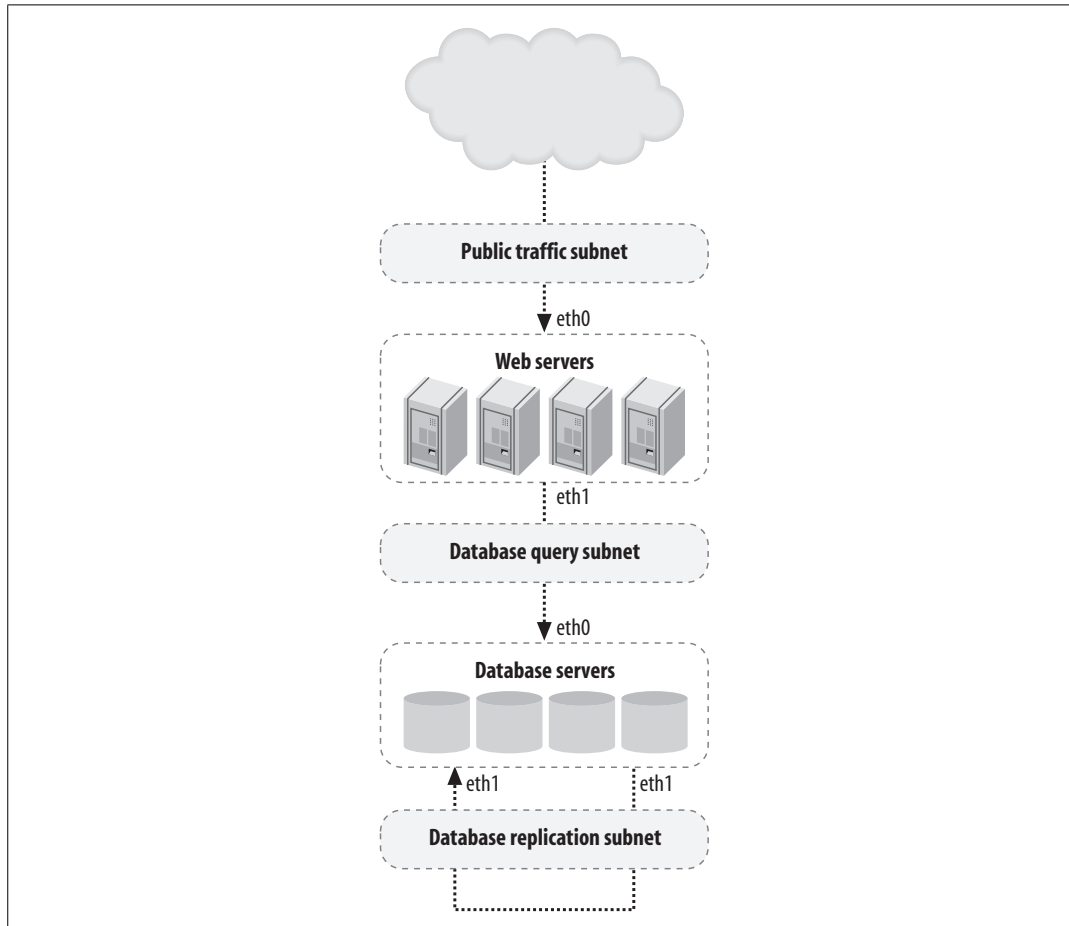 Public traffic subnet
eth0
Web servers
eth1
Database query subnet
eth0
Database servers
eth1 eth1
Database replication subnet